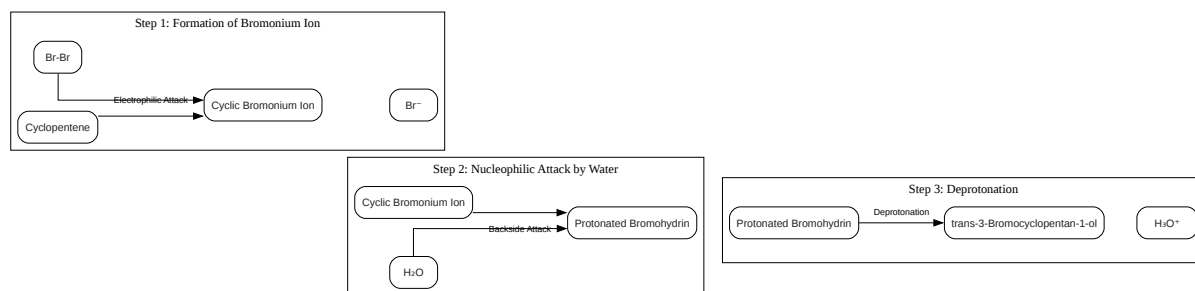 Step 1: Formation of Bromonium Ion
Br-Br
Electrophilic Attack
Cyclopentene
Cyclic Bromonium Ion
Br⁻
Step 2: Nucleophilic Attack by Water
Cyclic Bromonium Ion
Protonated Bromohydrin
Backside Attack
H₂O
Step 3: Deprotonation
Protonated Bromohydrin
Deprotonation
trans-3-Bromocyclopentan-1-ol
H₃O⁺